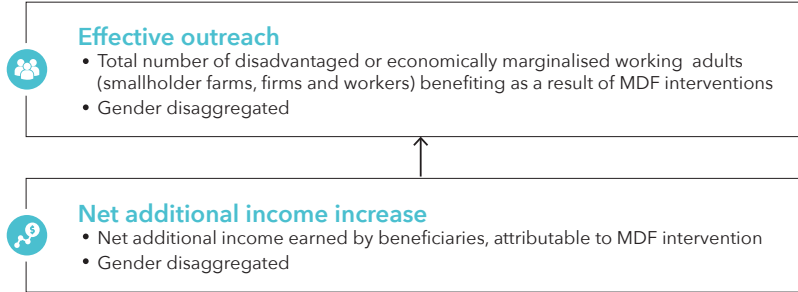 Effective outreach
• Total number of disadvantaged or economically marginalised working adults
(smallholder farms, firms and workers) benefiting as a result of MDF interventions
• Gender disaggregated
Net additional income increase
• Net additional income earned by beneficiaries, attributable to MDF intervention
• Gender disaggregated